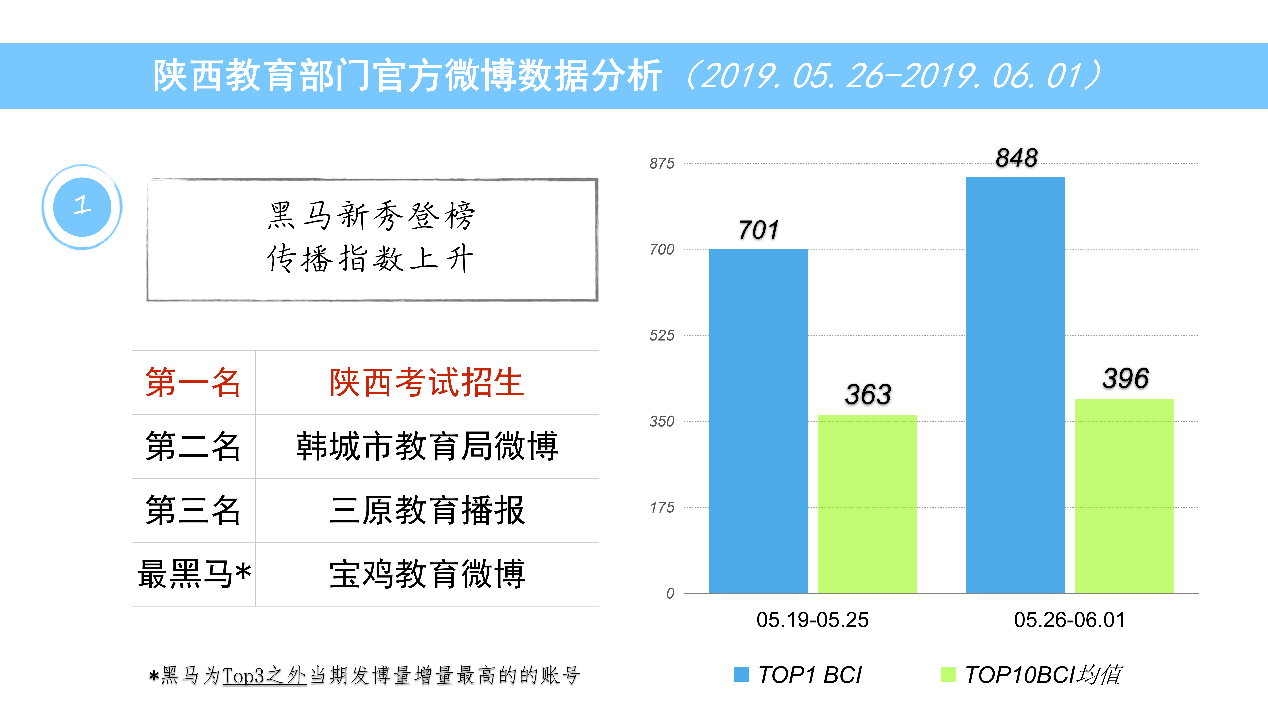 陕西教育部门官方微博数据分析（2019.05.26-2019.06.01）
1
黑马新秀登榜
传播指数上升
第一名 陕西考试招生
第二名 韩城市教育局微博
第三名 三原教育播报
最黑马* 宝鸡教育微博
*黑马为Top3之外当期发博量增量最高的的账号
875
700
525
350
175
0
701
363
848
396
05.19-05.25
05.26-06.01
TOP1 BCI
TOP10BCI均值